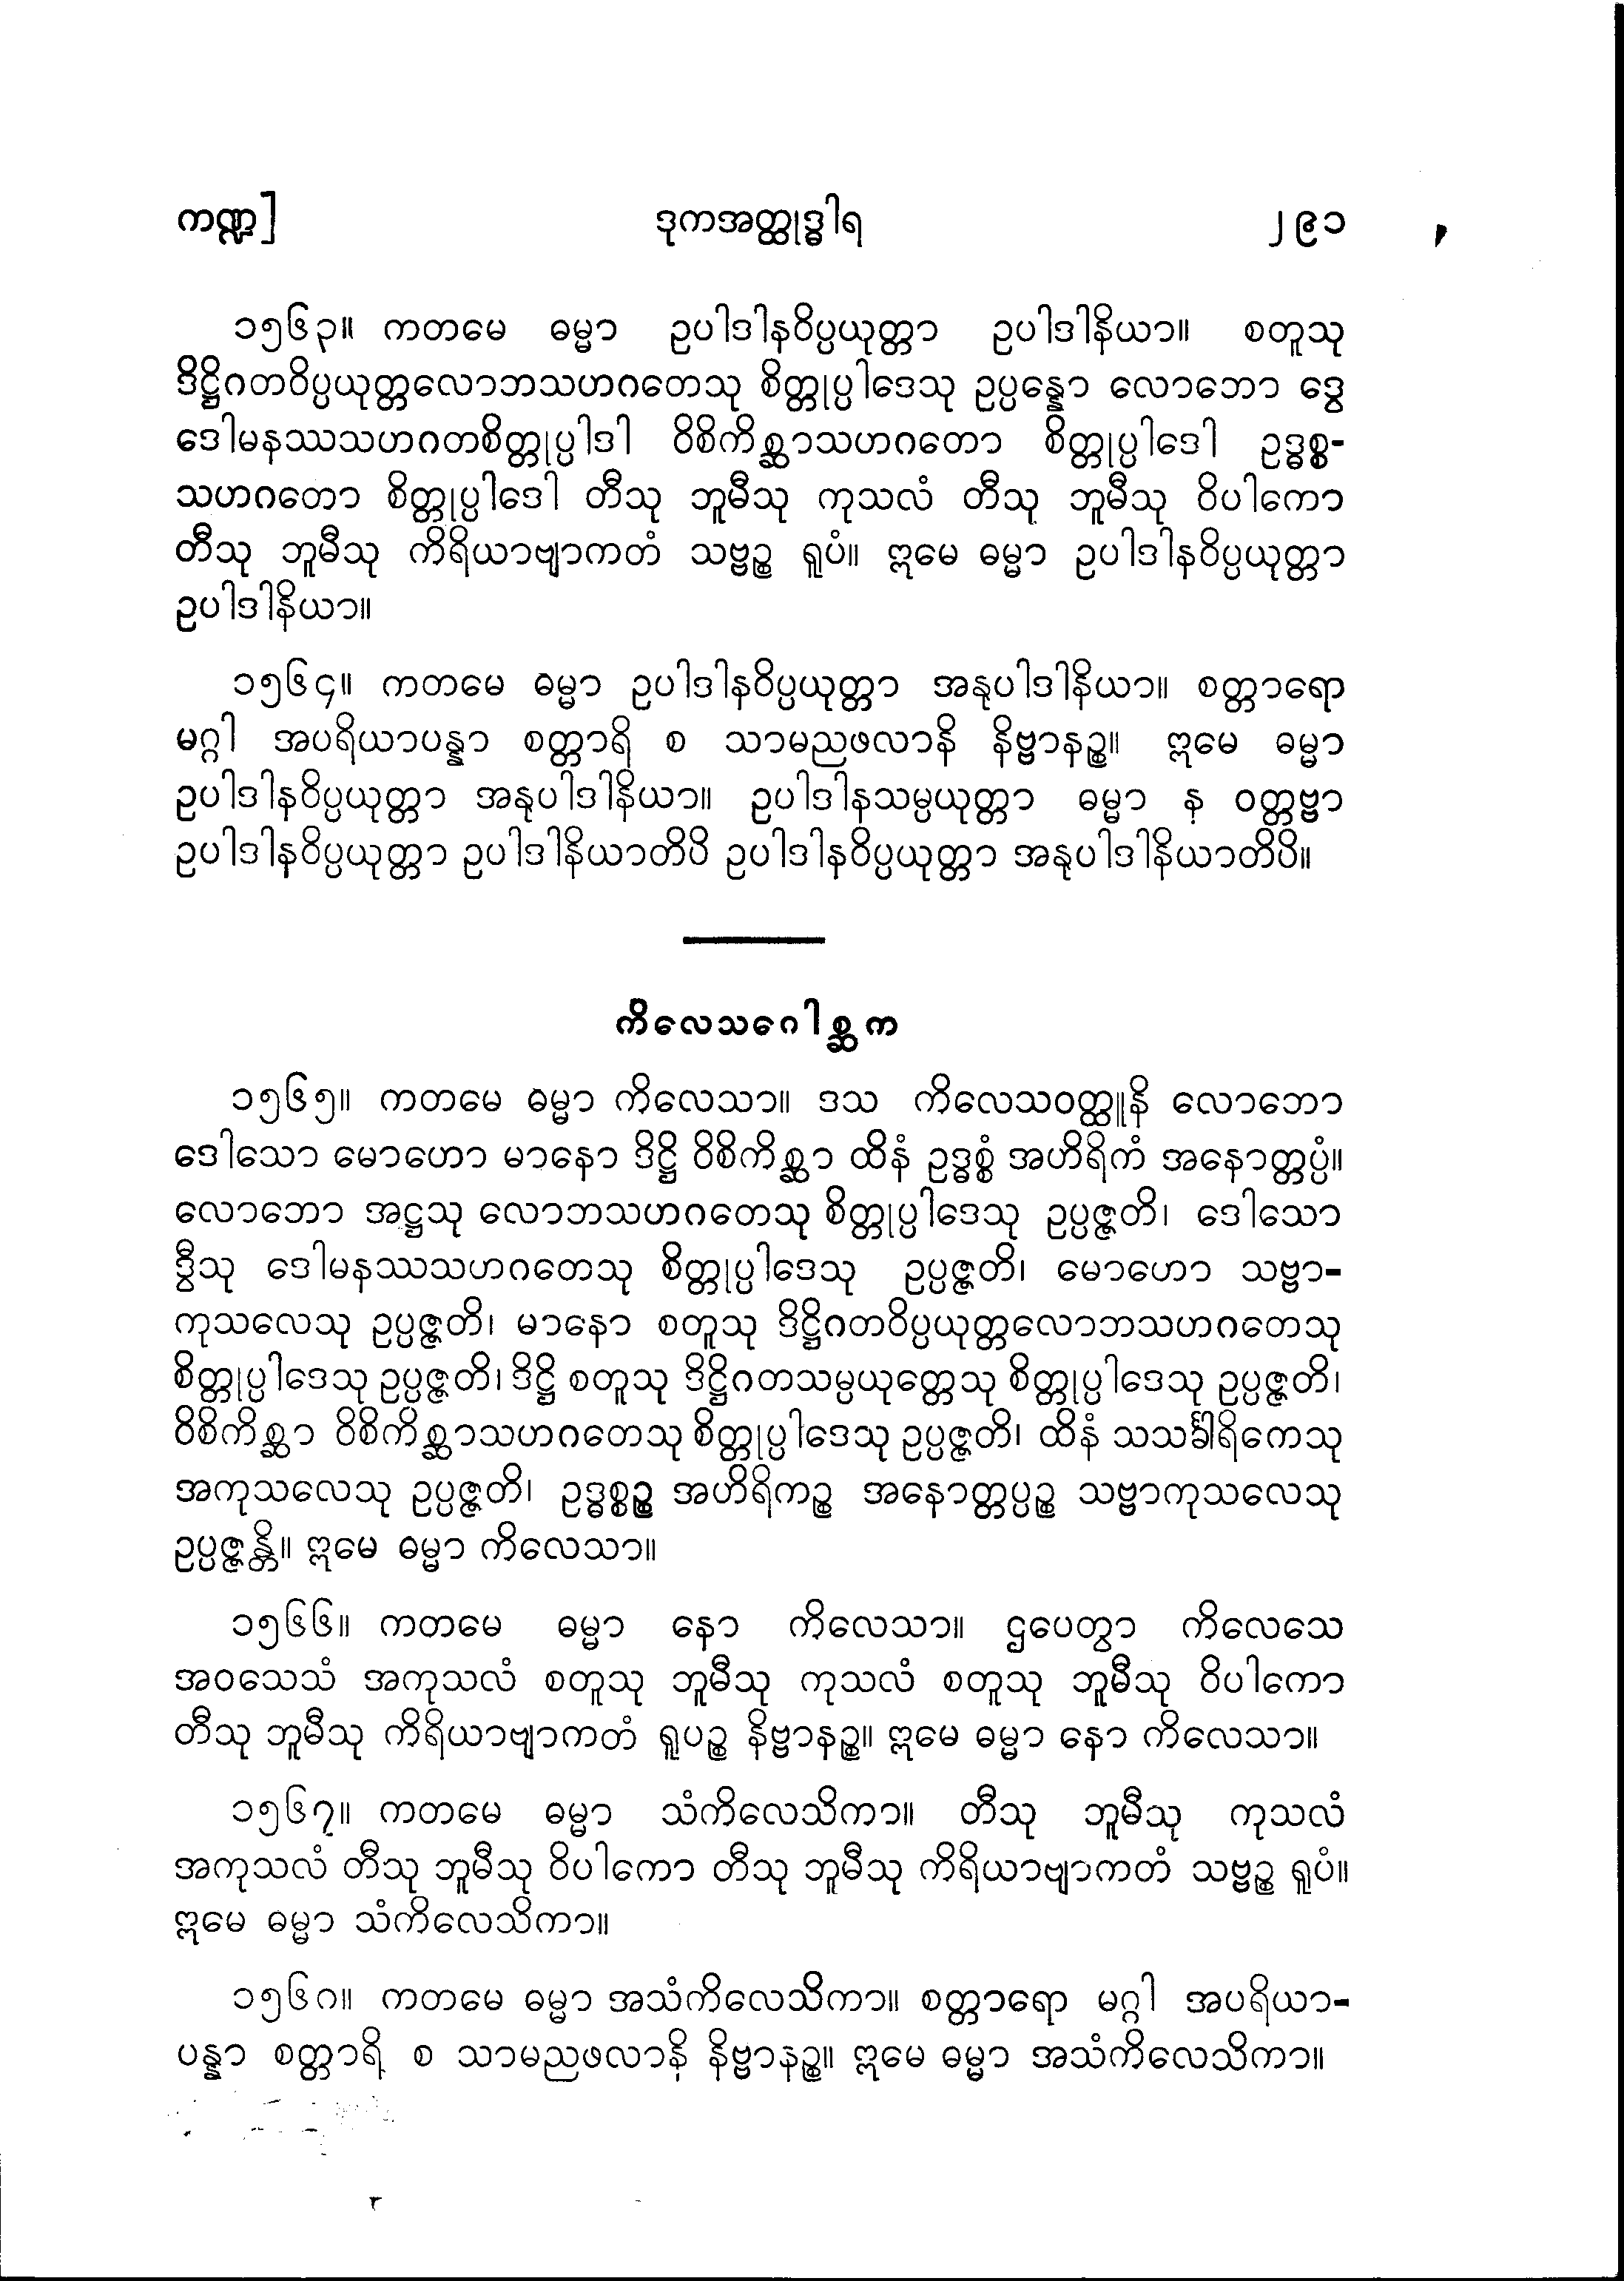 ကဏ္ဍ] ဒုကအတ္ထုဒ္ဓါရ ၂၉၁
၁၅၆၃။ ကတမေ ဓမ္မာ ဥပါဒါနဝိပ္ပယုတ္တာ ဥပါဒါနိယာ။ စတူသု
ဒိဋ္ဌိဂတဝိပ္ပယုတ္တလောဘသဟဂတေသု စိတ္တုပ္ပါဒေသု ဥပ္ပန္နော လောဘော ဒွေ
ဒေါမနဿသဟဂတစိတ္တုပ္ပါဒါ ဝိစိကိစ္ဆာသဟဂတော စိတ္တုပ္ပါဒေါ ဥဒ္ဓစ္စ-
သဟဂတော စိတ္တုပ္ပါဒေါ တီသု ဘူမီသု ကုသလံ တီသု ဘူမီသု ဝိပါကော
တီသု ဘူမီသု ကိရိယာဗျာကတံ သဗ္ဗဉ္စ ရူပံ။ ဣမေ ဓမ္မာ ဥပါဒါနဝိပ္ပယုတ္တာ
ဥပါဒါနိယာ။
၁၅၆၄။ ကတမေ ဓမ္မာ ဥပါဒါနဝိပ္ပယုတ္တာ အနုပါဒါနိယာ။ စတ္တာရော
မဂ္ဂါ အပရိယာပန္နာ စတ္တာရိ စ သာမညဖလာနိ နိဗ္ဗာနဉ္စ။ ဣမေ ဓမ္မာ
ဥပါဒါနဝိပ္ပယုတ္တာ အနုပါဒါနိယာ။ ဥပါဒါနသမ္ပယုတ္တာ ဓမ္မာ န ဝတ္တဗ္ဗာ
ဥပါဒါနဝိပ္ပယုတ္တာ ဥပါဒါနိယာတိပိ ဥပါဒါနဝိပ္ပယုတ္တာ အနုပါဒါနိယာတိပိ။
ကိလေသဂေါစ္ဆက
၁၅၆၅။ ကတမေ ဓမ္မာ ကိလေသာ။ ဒသ ကိလေသဝတ္ထူနိ လောဘော
ဒေါသော မောဟော မာနော ဒိဋ္ဌိ ဝိစိကိစ္ဆာ ထိနံ ဥဒ္ဓစ္စံ အဟိရိကံ အနောတ္တပ္ပံ။
လောဘော အဋ္ဌသု လောဘသဟဂတေသု စိတ္တုပ္ပါဒေသု ဥပ္ပဇ္ဇတိ၊ ဒေါသော
ဒွီသု ဒေါမနဿသဟဂတေသု စိတ္တုပ္ပါဒေသု ဥပ္ပဇ္ဇတိ၊ မောဟော သဗ္ဗာ-
ကုသလေသု ဥပ္ပဇ္ဇတိ၊ မာနော စတူသု ဒိဋ္ဌိဂတဝိပ္ပယုတ္တလောဘသဟဂတေသု
စိတ္တုပ္ပါဒေသု ဥပ္ပဇ္ဇတိ၊ ဒိဋ္ဌိ စတူသု ဒိဋ္ဌိဂတသမ္ပယုတ္တေသု စိတ္တုပ္ပါဒေသု ဥပ္ပဇ္ဇတိ၊
ဝိစိကိစ္ဆာ ဝိစိကိစ္ဆာသဟဂတေသု စိတ္တုပ္ပါဒေသု ဥပ္ပဇ္ဇတိ၊ ထိနံ သသင်္ခါရိကေသု
အကုသလေသု ဥပ္ပဇ္ဇတိ၊ ဥဒ္ဓစ္စဉ္စ အဟိရိကဉ္စ အနောတ္တပ္ပဉ္စ သဗ္ဗာကုသလေသု
ဥပ္ပဇ္ဇန္တိ။ ဣမေ ဓမ္မာ ကိလေသာ။
၁၅၆၆။ ကတမေ ဓမ္မာ နော ကိလေသာ။ ဌပေတွာ ကိလေသေ
အဝသေသံ အကုသလံ စတူသု ဘူမီသု ကုသလံ စတူသု ဘူမီသု ဝိပါကော
တီသု ဘူမီသု ကိရိယာဗျာကတံ ရူပဉ္စ နိဗ္ဗာနဉ္စ။ ဣမေ ဓမ္မာ နော ကိလေသာ။
၁၅၆၇။ ကတမေ ဓမ္မာ သံကိလေသိကာ။ တီသု ဘူမီသု ကုသလံ
အကုသလံ တီသု ဘူမီသု ဝိပါကော တီသု ဘူမီသု ကိရိယာဗျာကတံ သဗ္ဗဉ္စ ရူပံ။
ဣမေ ဓမ္မာ သံကိလေသိကာ။
၁၅၆၈။ ကတမေ ဓမ္မာ အသံကိလေသိကာ။ စတ္တာရော မဂ္ဂါ အပရိယာ-
ပန္နာ စတ္တာရိ စ သာမညဖလာနိ နိဗ္ဗာနဉ္စ။ ဣမေ ဓမ္မာ အသံကိလေသိကာ။